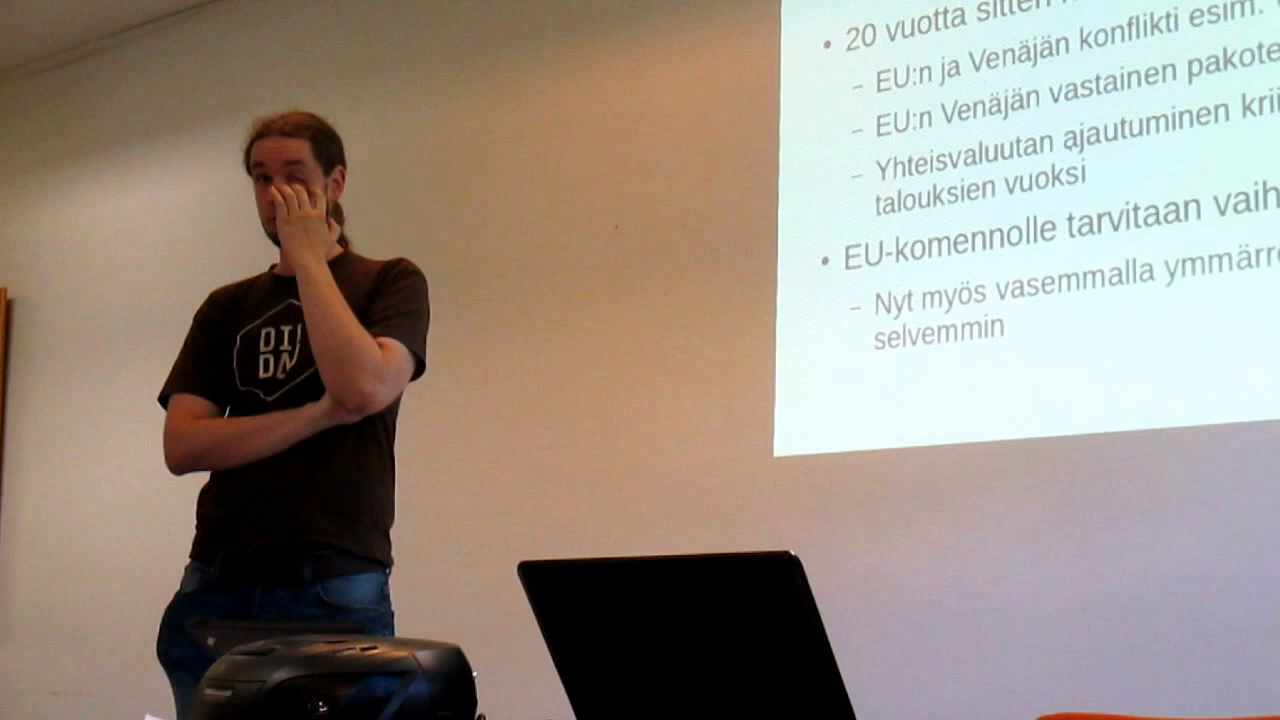 20 vuotta sitten
EU:n ja Venäjän konflikti esim.
EU:n Venäjän vastainen
Yhteisvaluutan ajautuminen
talouksien vuoksi
EU-komennolle tarvitaan
Nyt myös vasemmalla
selvemmin